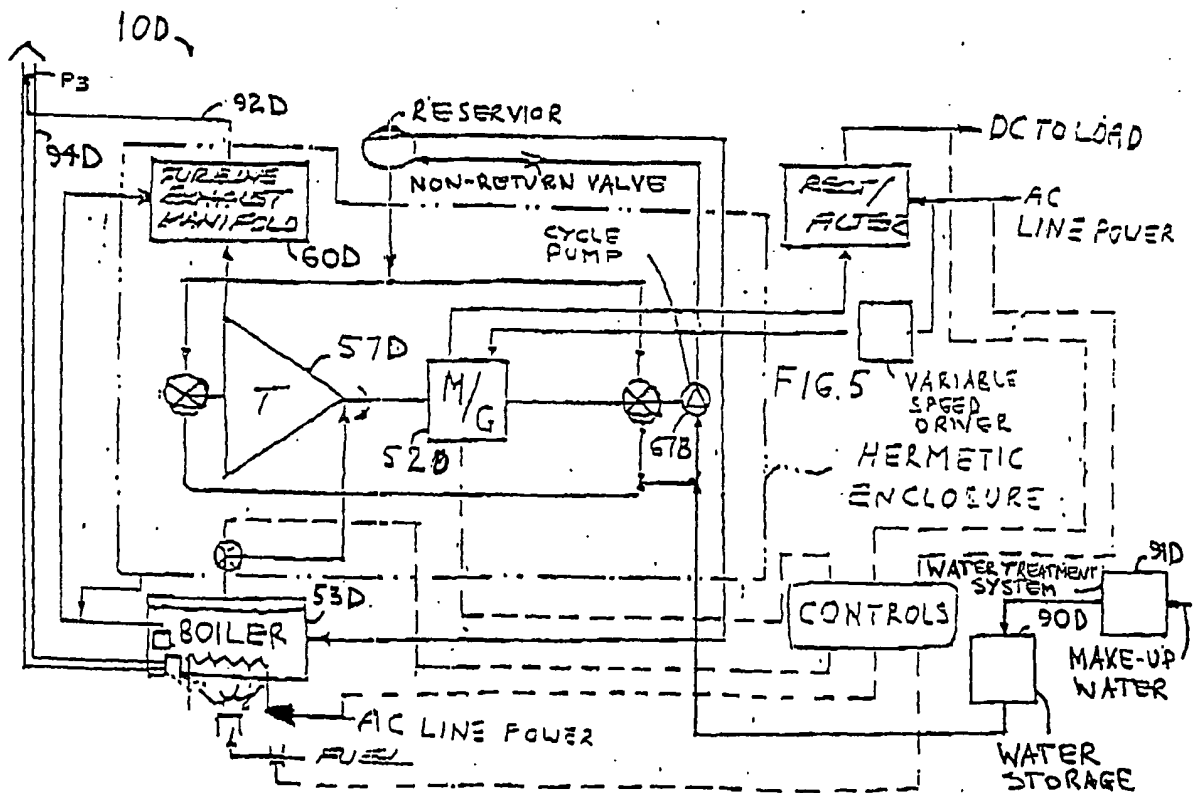 10D
P3
92D
94D
RESERVIOR
NON-RETURN VALVE
TURBINE
EXHAUST
MANIFOLD
60D
CYCLE
PUMP
RECT/
FILTER
DC TO LOAD
AC
LINE POWER
57D
T
M/
G
52D
67B
FIG. 5
VARIABLE
SPEED
DRIVER
HERMETIC
ENCLOSURE
53D
BOILER
CONTROLS
WATER TREATMENT
SYSTEM
91D
90D
MAKE-UP
WATER
AC LINE POWER
FUEL
WATER
STORAGE